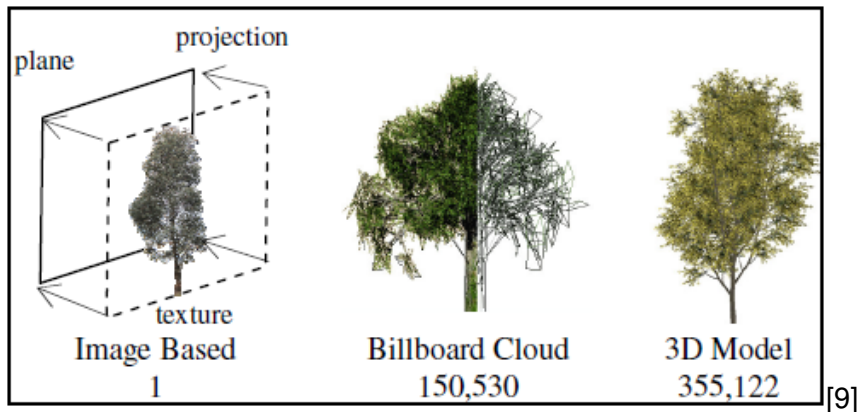 projection
plane
texture
Image Based
Billboard Cloud
3D Model
1
150,530
355,122
[9]